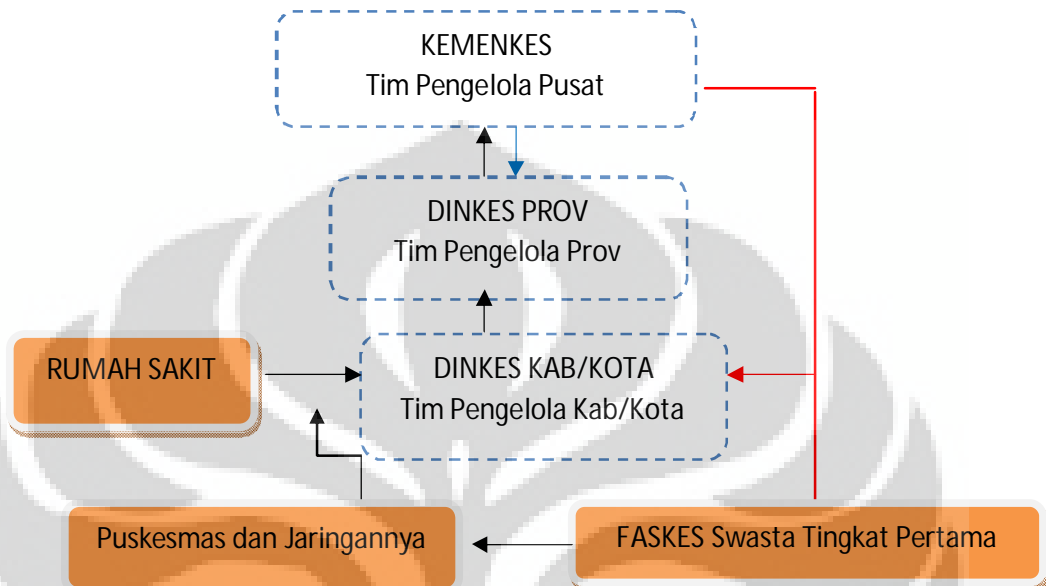 KEMENKES
Tim Pengelola Pusat
DINKES PROV
Tim Pengelola Prov
RUMAH SAKIT
DINKES KAB/KOTA
Tim Pengelola Kab/Kota
Puskesmas dan Jaringannya
FASKES Swasta Tingkat Pertama